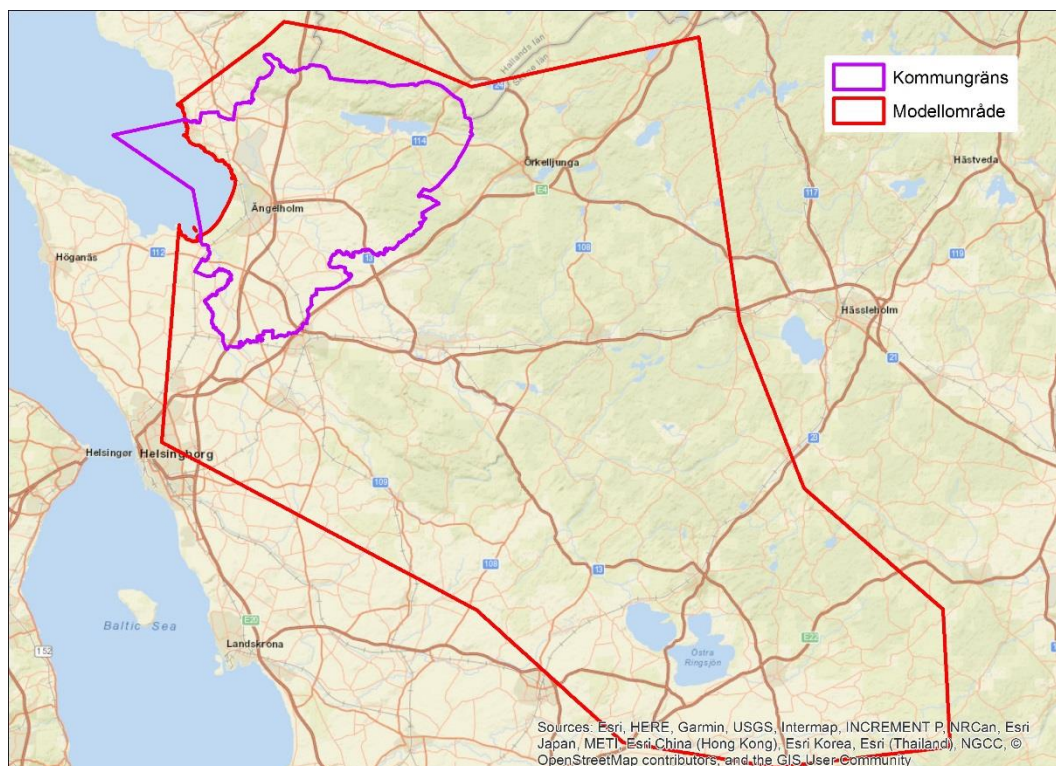 Kommungräns
Modellområde
Hallands län
Skåne län
24
114
Örkelljunga
E4
Hästveda
117
Ängelholm
108
119
Höganäs
112
13
Hässleholm
21
Helsingør
Helsingborg
23
109
108
13
Baltic Sea
E20
E22
152
Landskrona
Östra
Ringsjön
Sources: Esri, HERE, Garmin, USGS, Intermap, INCREMENT P, NRCan, Esri
Japan, METI, Esri China (Hong Kong), Esri Korea, Esri (Thailand), NGCC, ©
OpenStreetMap contributors, and the GIS User Community